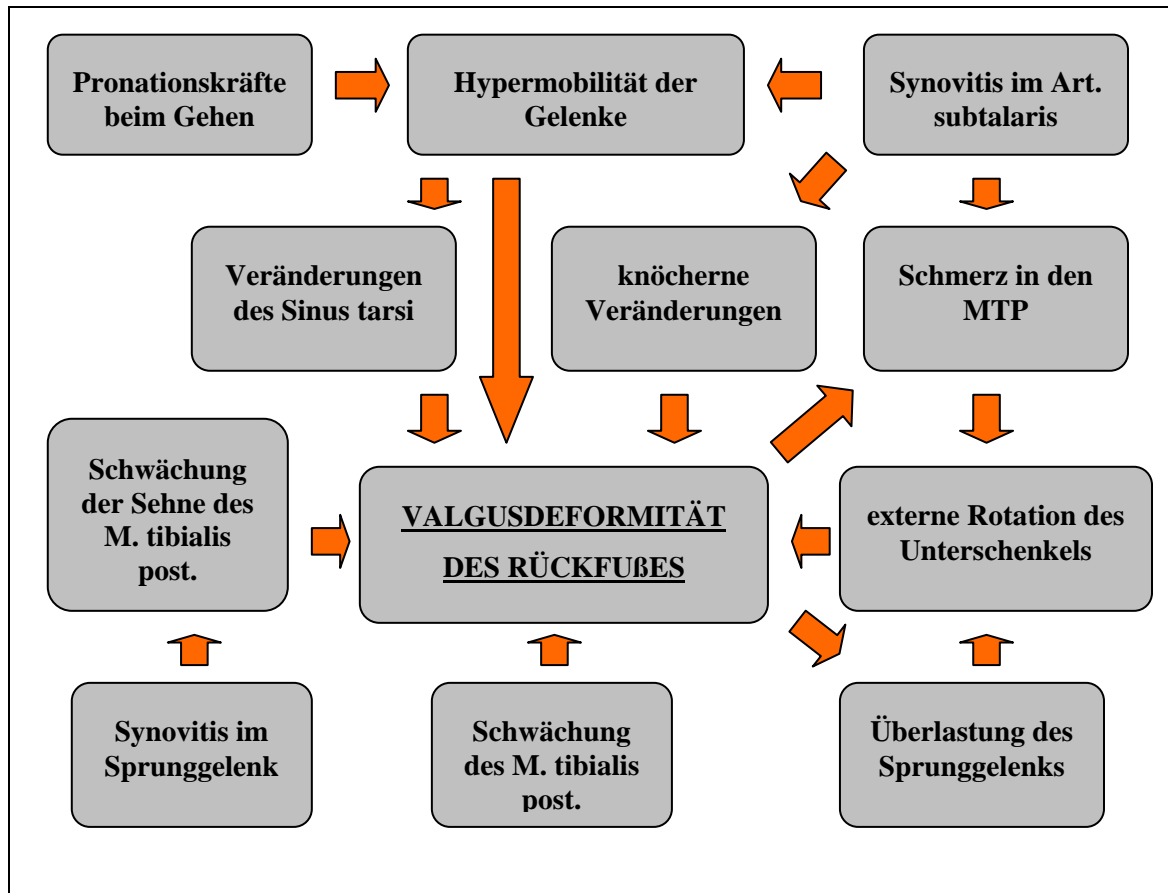 Pronationskräfte
beim Gehen
Hypermobilität der
Gelenke
Synovitis im Art.
subtalaris
Veränderungen
des Sinus tarsi
knöcherne
Veränderungen
Schmerz in den
MTP
Schwächung
der Sehne des
M. tibialis
post.
VALGUSDEFORMITÄT
DES RÜCKFUßES
externe Rotation des
Unterschenkels
Synovitis im
Sprunggelenk
Schwächung
des M. tibialis
post.
Überlastung des
Sprunggelenks